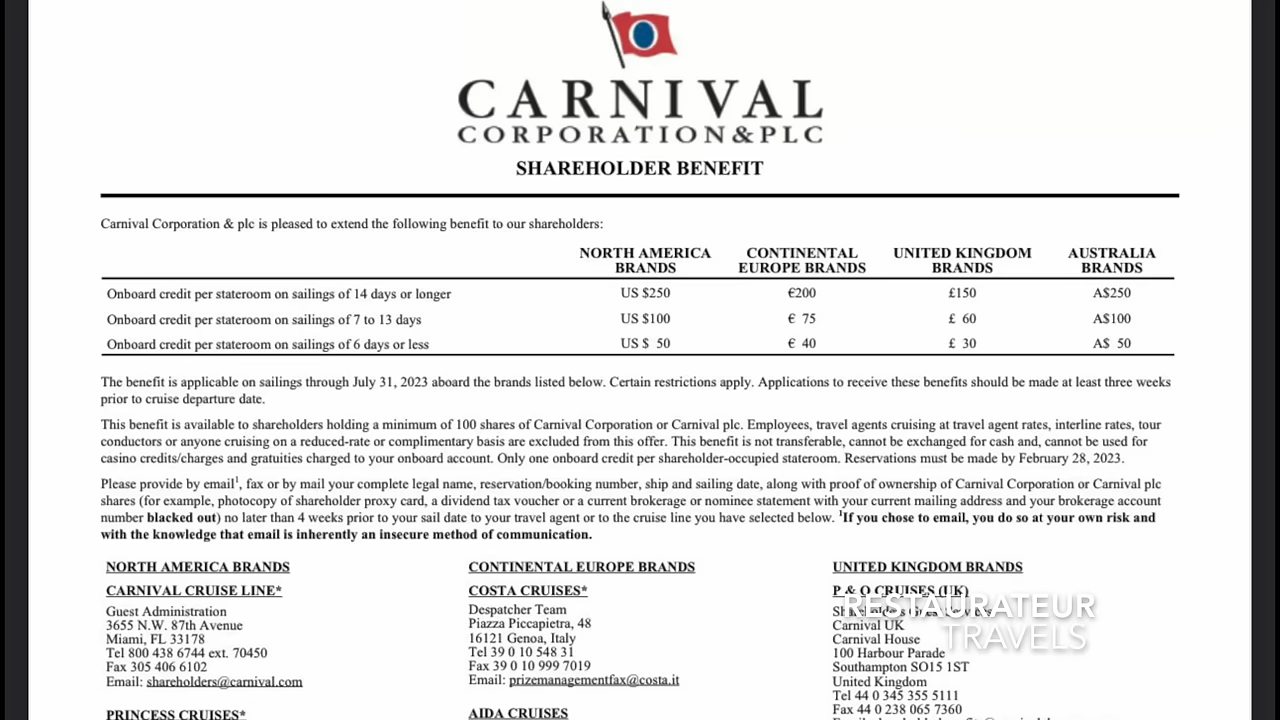 CARNIVAL
CORPORATION&PLC
SHAREHOLDER BENEFIT
Carnival Corporation & plc is pleased to extend the following benefit to our shareholders:
NORTH AMERICA BRANDS CONTINENTAL EUROPE BRANDS UNITED KINGDOM BRANDS AUSTRALIA BRANDS
Onboard credit per stateroom on sailings of 14 days or longer US $250 €200 £150 A$250
Onboard credit per stateroom on sailings of 7 to 13 days US $100 € 75 £ 60 A$100
Onboard credit per stateroom on sailings of 6 days or less US $ 50 € 40 £ 30 A$ 50
The benefit is applicable on sailings through July 31, 2023 aboard the brands listed below. Certain restrictions apply. Applications to receive these benefits should be made at least three weeks
prior to cruise departure date.
This benefit is available to shareholders holding a minimum of 100 shares of Carnival Corporation or Carnival plc. Employees, travel agents cruising at travel agent rates, interline rates, tour
conductors or anyone cruising on a reduced-rate or complimentary basis are excluded from this offer. This benefit is not transferable, cannot be exchanged for cash and, cannot be used for
casino credits/charges and gratuities charged to your onboard account. Only one onboard credit per shareholder-occupied stateroom. Reservations must be made by February 28, 2023.
Please provide by email¹, fax or by mail your complete legal name, reservation/booking number, ship and sailing date, along with proof of ownership of Carnival Corporation or Carnival plc
shares (for example, photocopy of shareholder proxy card, a dividend tax voucher or a current brokerage or nominee statement with your current mailing address and your brokerage account
number blacked out) no later than 4 weeks prior to your sail date to your travel agent or to the cruise line you have selected below. ¹If you chose to email, you do so at your own risk and
with the knowledge that email is inherently an insecure method of communication.
NORTH AMERICA BRANDS
CARNIVAL CRUISE LINE*
Guest Administration
3655 N.W. 87th Avenue
Miami, FL 33178
Tel 800 438 6744 ext. 70450
Fax 305 406 6102
Email: shareholders@carnival.com
PRINCESS CRUISES*
CONTINENTAL EUROPE BRANDS
COSTA CRUISES*
Despatcher Team
Piazza Piccapietra, 48
16121 Genoa, Italy
Tel 39 0 10 548 31
Fax 39 0 10 999 7019
Email: prizemanagementfax@costa.it
AIDA CRUISES
UNITED KINGDOM BRANDS
P & O CRUISES (UK)
Carnival UK
Carnival House
100 Harbour Parade
Southampton SO15 1ST
United Kingdom
Tel 44 0 345 355 5111
Fax 44 0 238 065 7360
RESTAURATEUR
TRAVELS